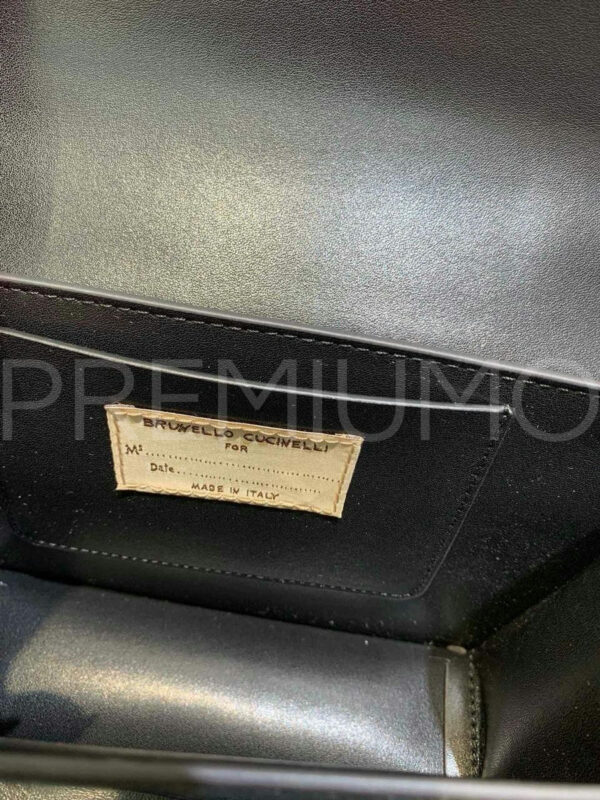 PREMIUMO
BRUNELLO CUCINELLI
FOR
Ms
Date
MADE IN ITALY